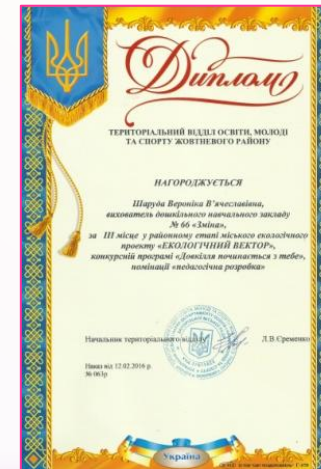 Диплом
ТЕРИТОРІАЛЬНИЙ ВІДДІЛ ОСВІТИ, МОЛОДІ
ТА СПОРТУ ЖОВТНЕВОГО РАЙОНУ
НАГОРОДЖУЄТЬСЯ
Шаруда Вероніка В'ячеславівна,
вихователь дошкільного навчального закладу
№ 66 «Зміна»,
за III місце у районному етапі міського екологічного
проекту «ЕКОЛОГІЧНИЙ ВЕКТОР»,
конкурсній програмі «Довкілля починається з тебе»,
номінації «педагогічна розробка»
Начальник територіального відділу Л.В.Єременко
Наказ від 12.02.2016 р.
№ 063р
Україна